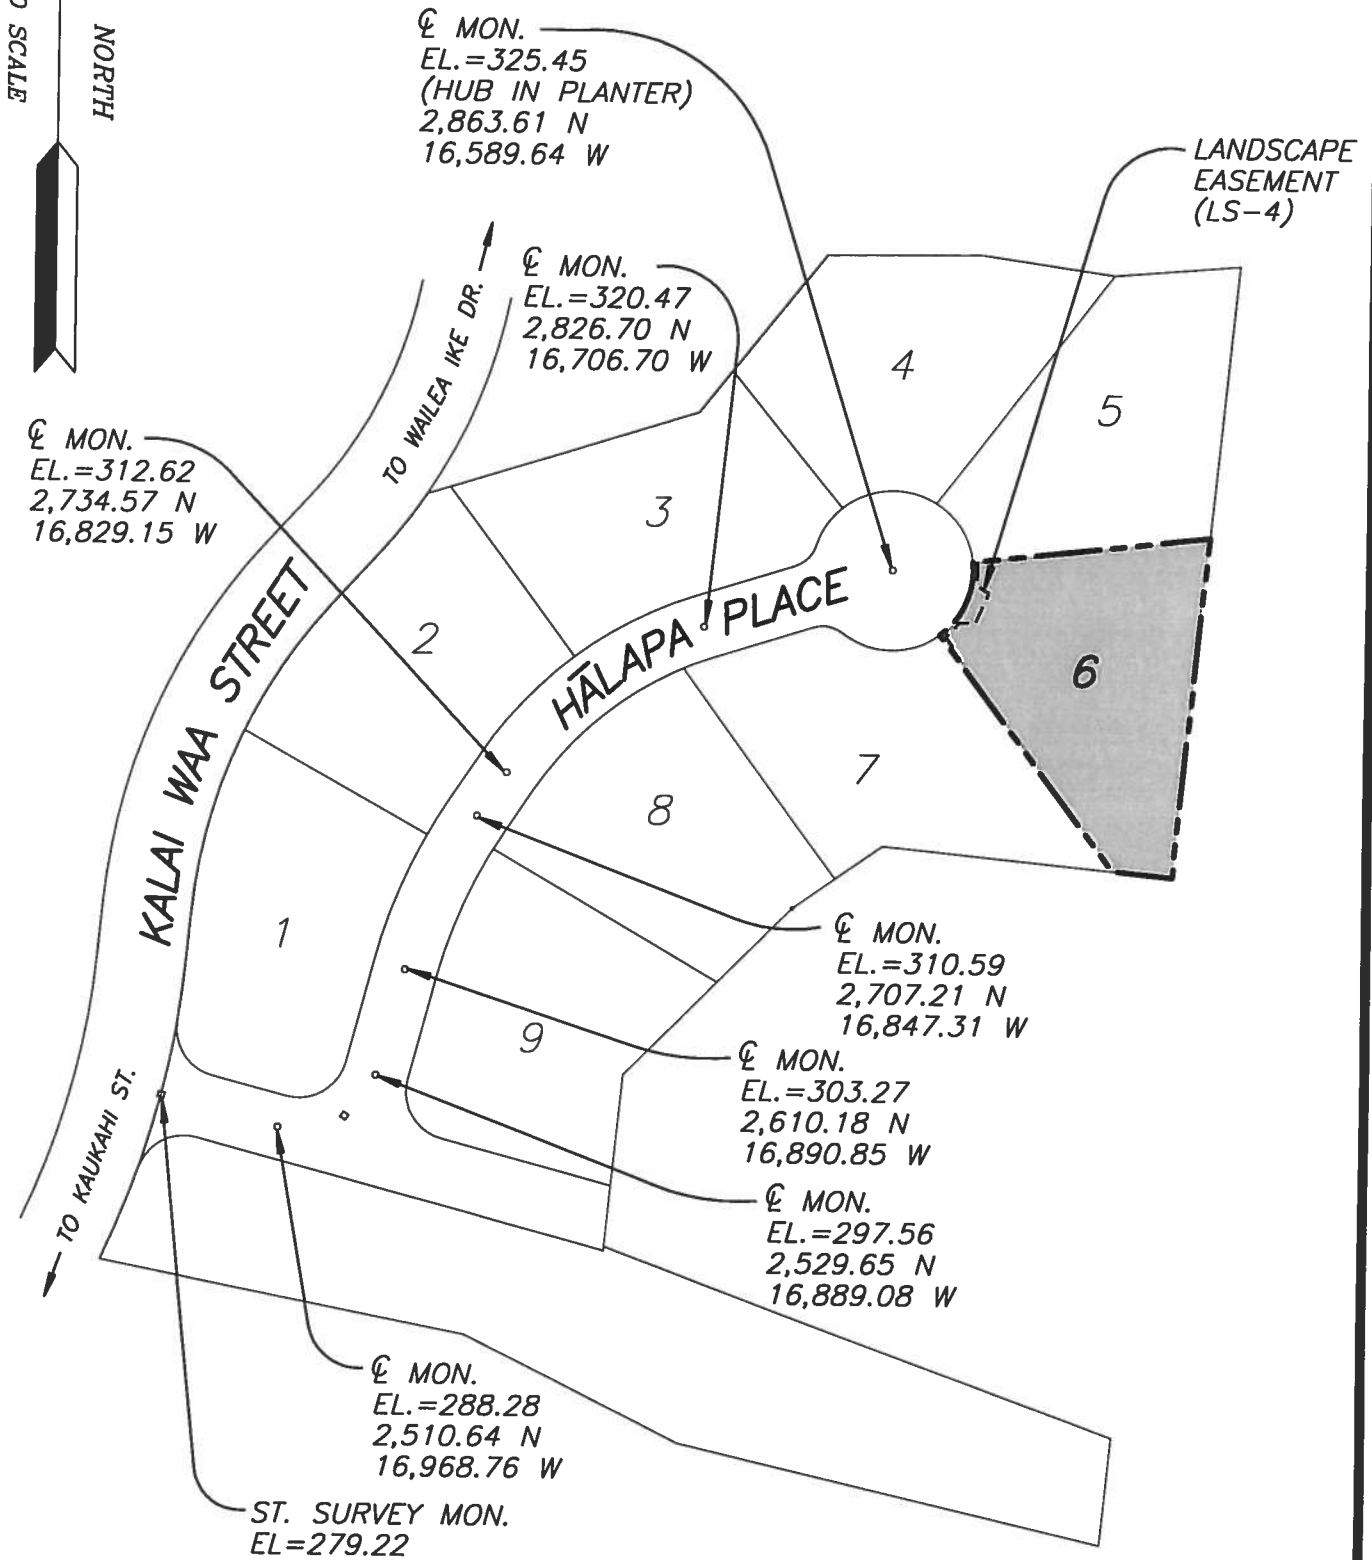 NORTH
O SCALE
℄ MON.
EL.=325.45
(HUB IN PLANTER)
2,863.61 N
16,589.64 W
LANDSCAPE
EASEMENT
(LS-4)
℄ MON.
EL.=320.47
2,826.70 N
16,706.70 W
TO WAILEA IKE DR.
℄ MON.
EL.=312.62
2,734.57 N
16,829.15 W
4
5
3
HĀLAPA PLACE
2
6
KALAI WAA STREET
7
8
1
℄ MON.
EL.=310.59
2,707.21 N
16,847.31 W
9
℄ MON.
EL.=303.27
2,610.18 N
16,890.85 W
TO KAUKAHI ST.
℄ MON.
EL.=297.56
2,529.65 N
16,889.08 W
℄ MON.
EL.=288.28
2,510.64 N
16,968.76 W
ST. SURVEY MON.
EL=279.22